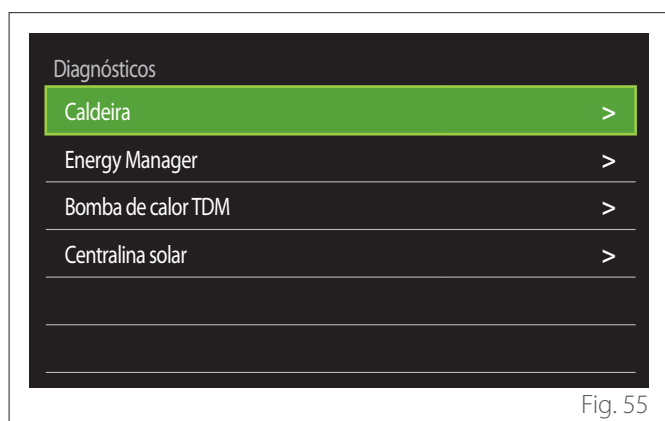 Diagnósticos
Caldeira >
Energy Manager >
Bomba de calor TDM >
Centralina solar >
Fig. 55